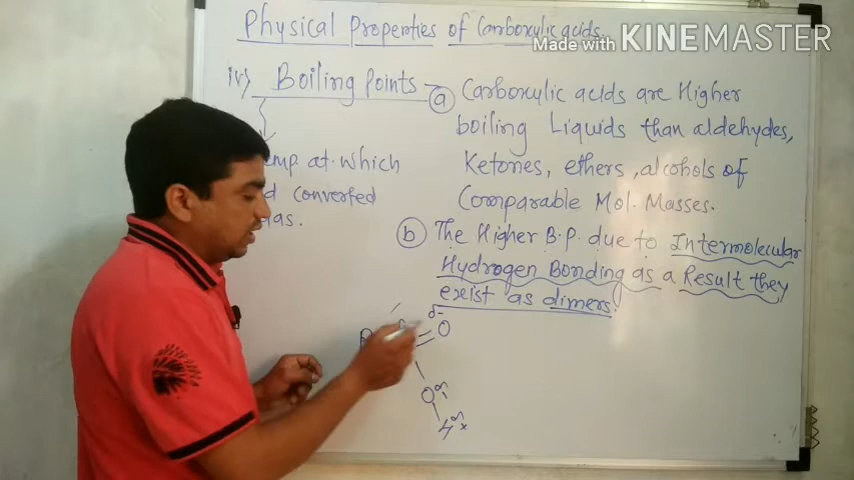 Physical Properties of Carboxylic acids
Made with KINEMASTER
iv) Boiling Points - (a) Carboxylic acids are Higher
boiling Liquids than aldehydes,
emp. at which Ketones, ethers, alcohols of
d converted Comparable Mol. Masses.
as. (b) The Higher B.P. due to Intermolecular
Hydrogen Bonding as a Result they
exeist as dimers.
δ-
O
O
H